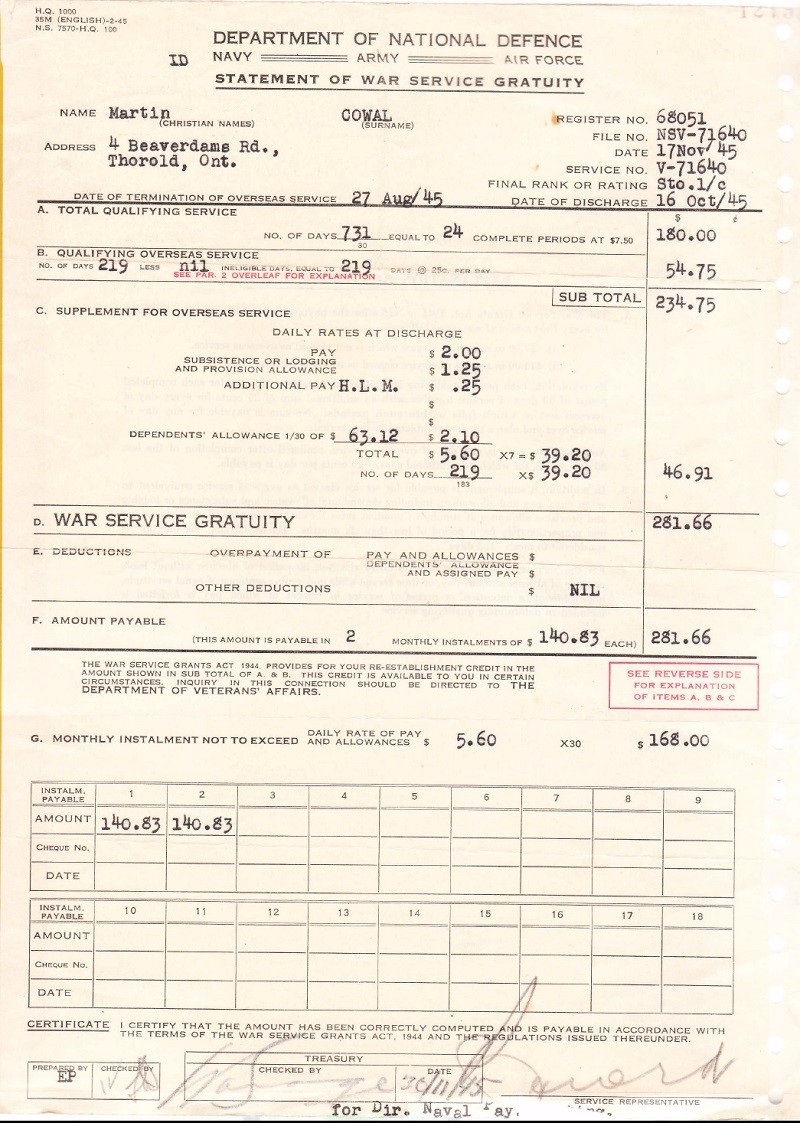 H.Q. 1000
35M (ENGLISH)-2-45
N.S. 7570-H.Q. 100
DEPARTMENT OF NATIONAL DEFENCE
ID NAVY ARMY AIR FORCE
STATEMENT OF WAR SERVICE GRATUITY
NAME Martin COWAL
(CHRISTIAN NAMES) (SURNAME)
REGISTER NO. 68051
FILE NO. NSV-71640
ADDRESS 4 Beaverdams Rd.,
Thorold, Ont.
DATE 17Nov/45
SERVICE NO. V-71640
FINAL RANK OR RATING Sto.1/c
DATE OF TERMINATION OF OVERSEAS SERVICE 27 Aug/45 DATE OF DISCHARGE 16 Oct/45
A. TOTAL QUALIFYING SERVICE $ ¢
NO. OF DAYS 731 EQUAL TO 24 COMPLETE PERIODS AT $7.50 180.00
30
B. QUALIFYING OVERSEAS SERVICE
NO. OF DAYS 219 LESS nil INELIGIBLE DAYS, EQUAL TO 219 DAYS @ 25c. PER DAY 54.75
SEE PAR. 2 OVERLEAF FOR EXPLANATION
SUB TOTAL 234.75
C. SUPPLEMENT FOR OVERSEAS SERVICE
DAILY RATES AT DISCHARGE
PAY $ 2.00
SUBSISTENCE OR LODGING
AND PROVISION ALLOWANCE $ 1.25
ADDITIONAL PAY H.L.M. $ .25
$
$
DEPENDENTS' ALLOWANCE 1/30 OF $ 63.12 $ 2.10
TOTAL $ 5.60 X7 = $ 39.20
NO. OF DAYS 219 X$ 39.20 46.91
183
D. WAR SERVICE GRATUITY 281.66
E. DEDUCTIONS OVERPAYMENT OF PAY AND ALLOWANCES $
DEPENDENTS' ALLOWANCE
AND ASSIGNED PAY $
OTHER DEDUCTIONS $ NIL
F. AMOUNT PAYABLE
(THIS AMOUNT IS PAYABLE IN 2 MONTHLY INSTALMENTS OF $ 140.83 EACH) 281.66
THE WAR SERVICE GRANTS ACT 1944, PROVIDES FOR YOUR RE-ESTABLISHMENT CREDIT IN THE
AMOUNT SHOWN IN SUB TOTAL OF A. & B. THIS CREDIT IS AVAILABLE TO YOU IN CERTAIN
CIRCUMSTANCES. INQUIRY IN THIS CONNECTION SHOULD BE DIRECTED TO THE
DEPARTMENT OF VETERANS' AFFAIRS.
SEE REVERSE SIDE
FOR EXPLANATION
OF ITEMS A, B & C
G. MONTHLY INSTALMENT NOT TO EXCEED DAILY RATE OF PAY
AND ALLOWANCES $ 5.60 X30 $ 168.00
INSTALM. PAYABLE 1 2 3 4 5 6 7 8 9
AMOUNT 140.83 140.83
CHEQUE NO.
DATE
INSTALM. PAYABLE 10 11 12 13 14 15 16 17 18
AMOUNT
CHEQUE NO.
DATE
CERTIFICATE I CERTIFY THAT THE AMOUNT HAS BEEN CORRECTLY COMPUTED AND IS PAYABLE IN ACCORDANCE WITH
THE TERMS OF THE WAR SERVICE GRANTS ACT, 1944 AND THE REGULATIONS ISSUED THEREUNDER.
TREASURY
PREPARED BY CHECKED BY CHECKED BY DATE
EP 30/11/45
SERVICE REPRESENTATIVE
for Dir. Naval Pay.